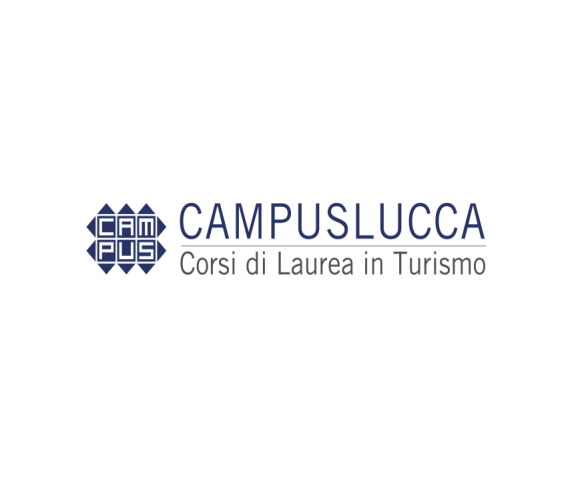 CAM
PUS
CAMPUSLUCCA
Corsi di Laurea in Turismo